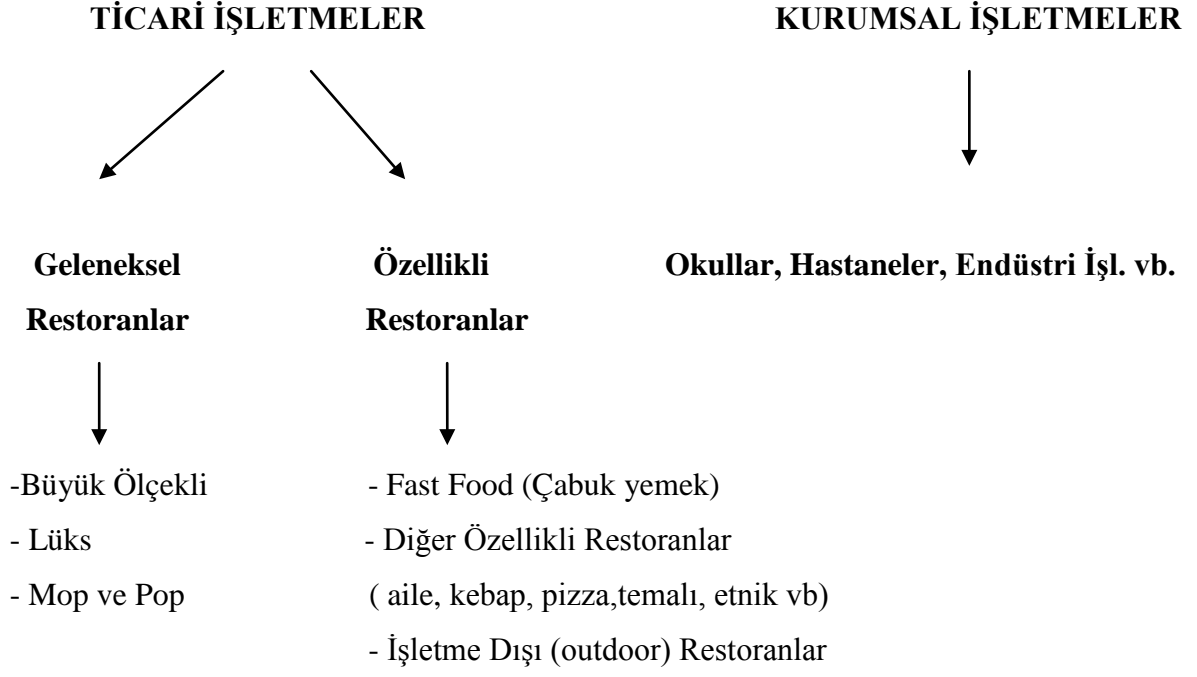 TİCARİ İŞLETMELER KURUMSAL İŞLETMELER
Geleneksel Özellikli Okullar, Hastaneler, Endüstri İşl. vb.
Restoranlar Restoranlar
-Büyük Ölçekli - Fast Food (Çabuk yemek)
- Lüks - Diğer Özellikli Restoranlar
- Mop ve Pop ( aile, kebap, pizza,temalı, etnik vb)
- İşletme Dışı (outdoor) Restoranlar